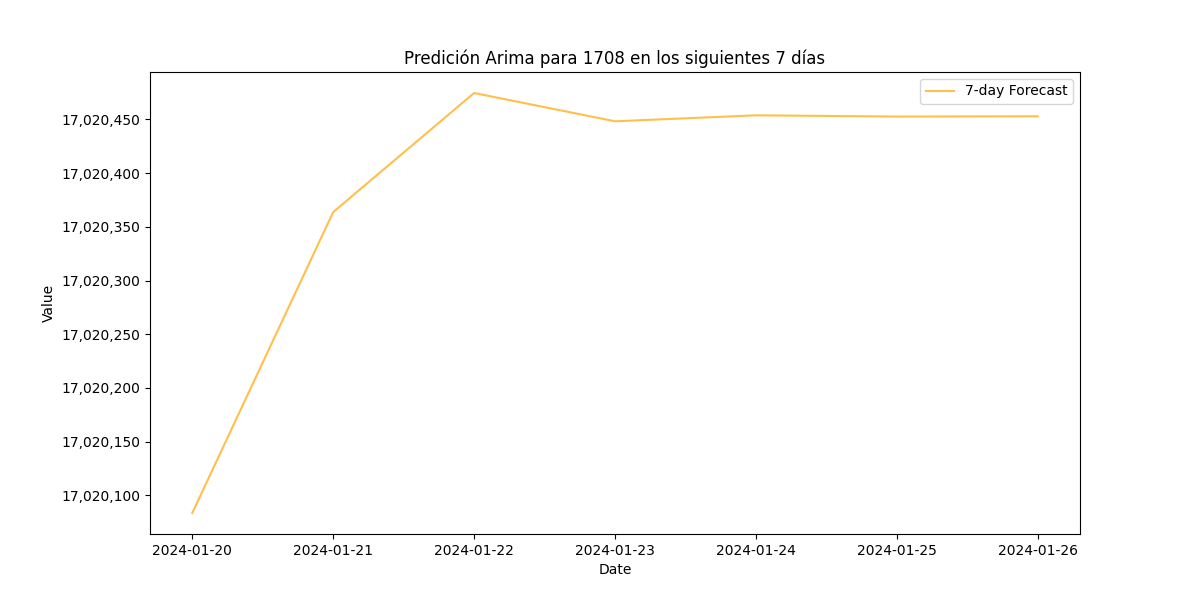 Predición Arima para 1708 en los siguientes 7 días
7-day Forecast
Value
17,020,450
17,020,400
17,020,350
17,020,300
17,020,250
17,020,200
17,020,150
17,020,100
2024-01-20 2024-01-21 2024-01-22 2024-01-23 2024-01-24 2024-01-25 2024-01-26
Date